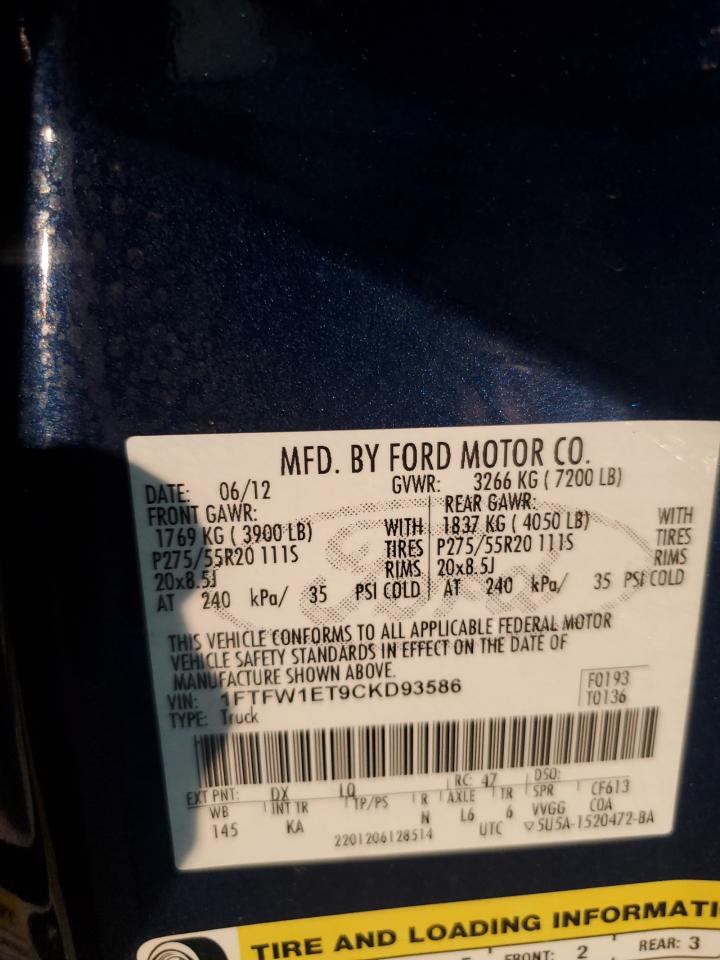 MFD. BY FORD MOTOR CO.
DATE: 06/12 GVWR: 3266 KG ( 7200 LB)
FRONT GAWR: REAR GAWR:
1769 KG ( 3900 LB) WITH 1837 KG ( 4050 LB) WITH
P275/55R20 111S TIRES P275/55R20 111S TIRES
20x8.5J RIMS 20x8.5J RIMS
AT 240 kPa/ 35 PSI COLD AT 240 kPa/ 35 PSI COLD
Ford
THIS VEHICLE CONFORMS TO ALL APPLICABLE FEDERAL MOTOR
VEHICLE SAFETY STANDARDS IN EFFECT ON THE DATE OF
MANUFACTURE SHOWN ABOVE.
VIN: 1FTFW1ET9CKD93586 F0193
TYPE: Truck T0136
EXT PNT: DX LQ RC: 47 DSO:
WB INT TR TP/PS R AXLE TR SPR CF613
145 KA N L6 6 VVGG COA
2201206128514 UTC ▽5U5A-1520472-BA
TIRE AND LOADING INFORMATI
FRONT: 2 REAR: 3